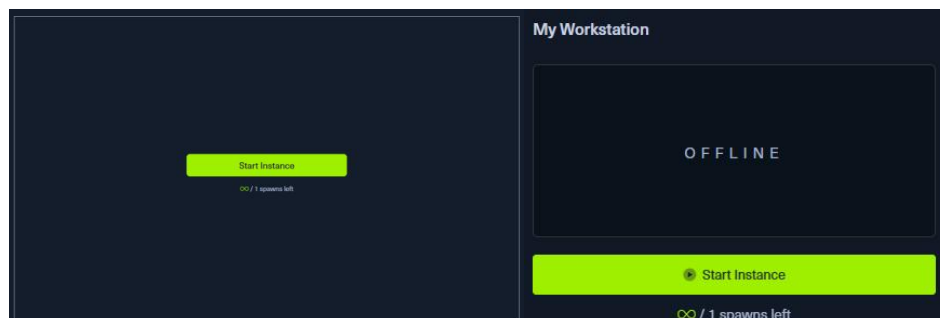 Start Instance
∞ / 1 spawns left
My Workstation
OFFLINE
Start Instance
∞ / 1 spawns left